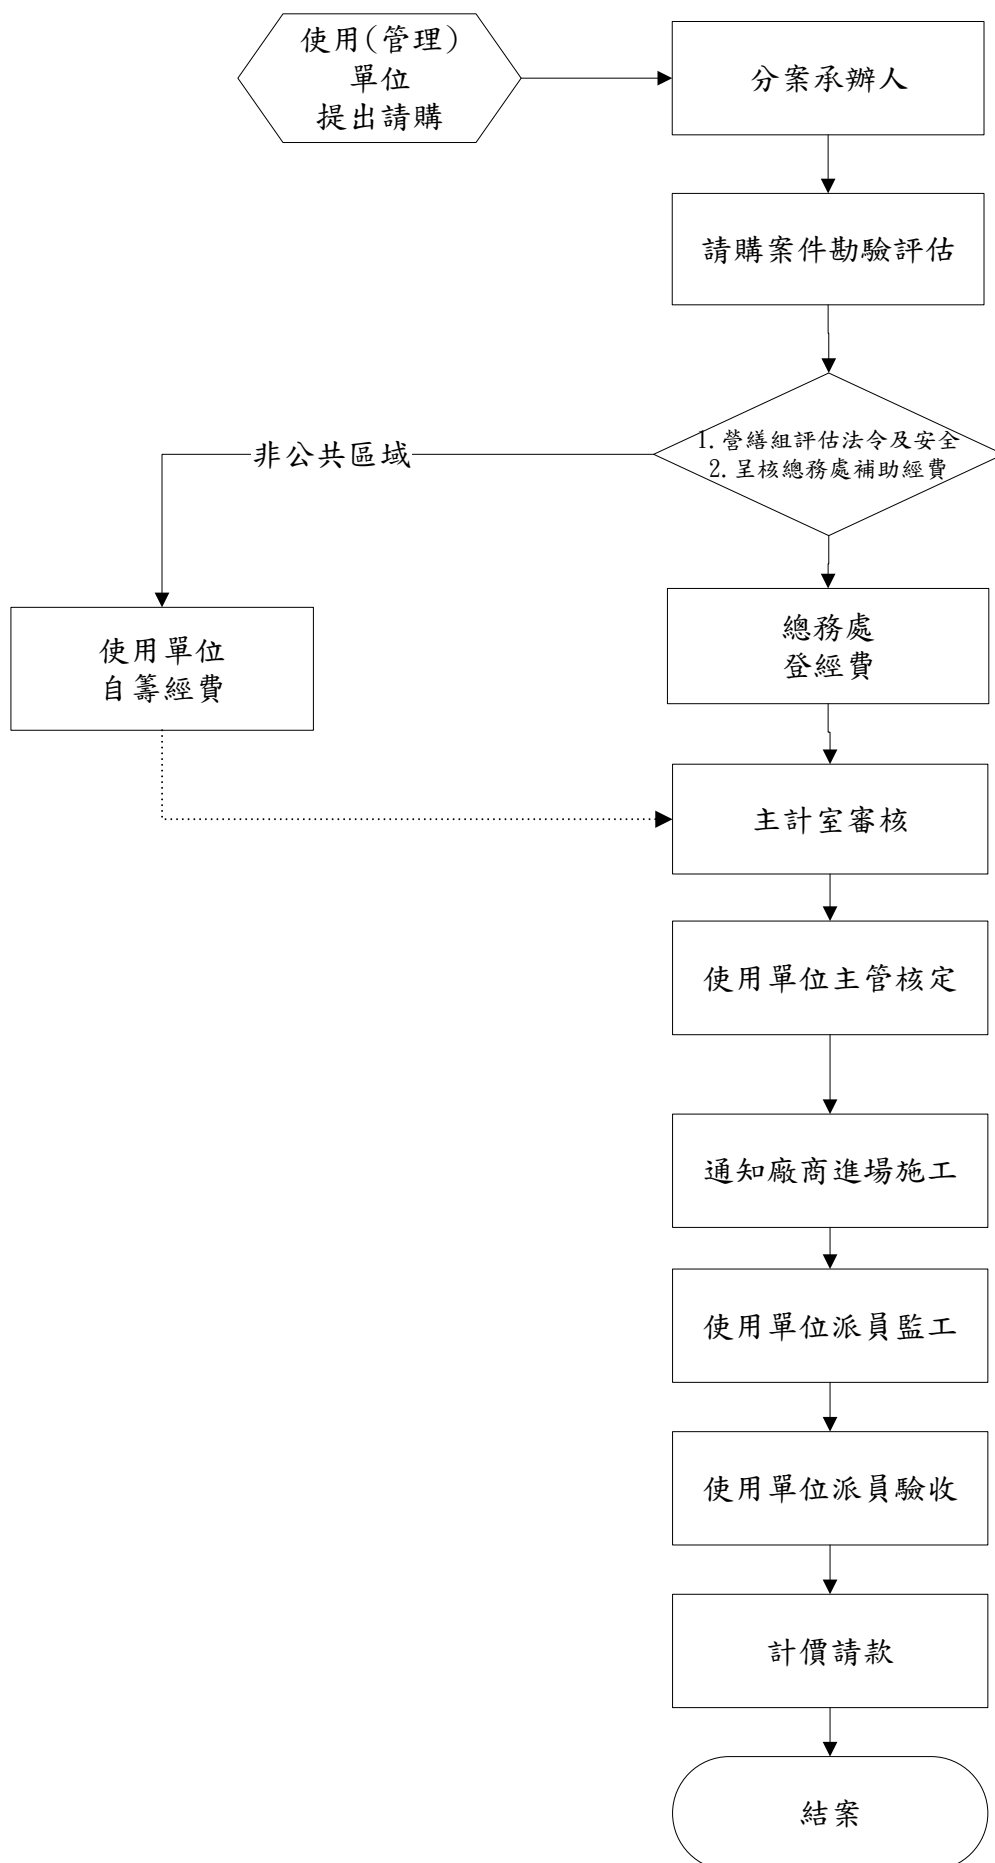 使用(管理)
單位
提出請購
分案承辦人
請購案件勘驗評估
1.營繕組評估法令及安全
2.呈核總務處補助經費
非公共區域
使用單位
自籌經費
總務處
登經費
主計室審核
使用單位主管核定
通知廠商進場施工
使用單位派員監工
使用單位派員驗收
計價請款
結案